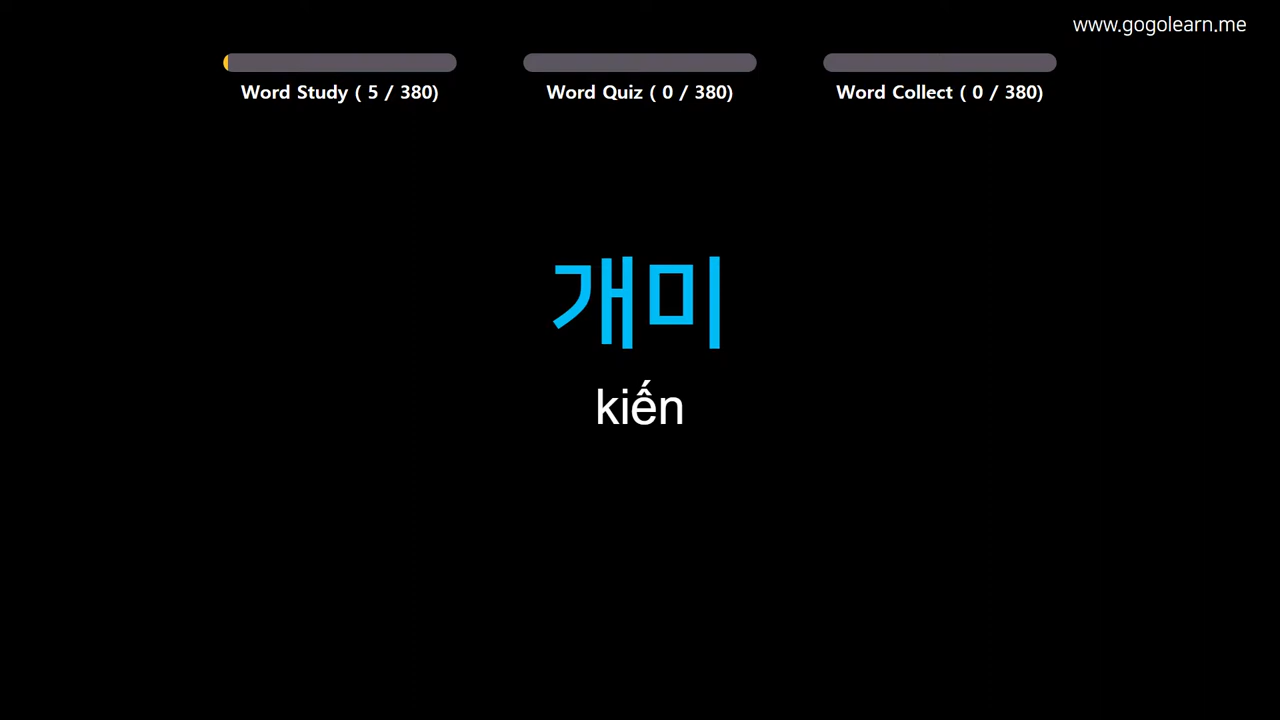 www.gogolearn.me
Word Study ( 5 / 380)
Word Quiz ( 0 / 380)
Word Collect ( 0 / 380)
개미
kiến